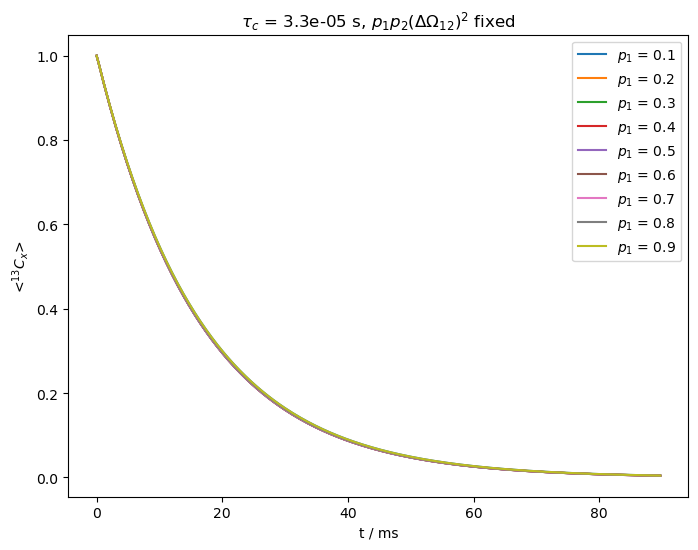 τ_c = 3.3e-05 s, p₁p₂(ΔΩ₁₂)² fixed
1.0
0.8
0.6
0.4
0.2
0.0
<¹³Cₓ>
p₁ = 0.1
p₁ = 0.2
p₁ = 0.3
p₁ = 0.4
p₁ = 0.5
p₁ = 0.6
p₁ = 0.7
p₁ = 0.8
p₁ = 0.9
0 20 40 60 80
t / ms